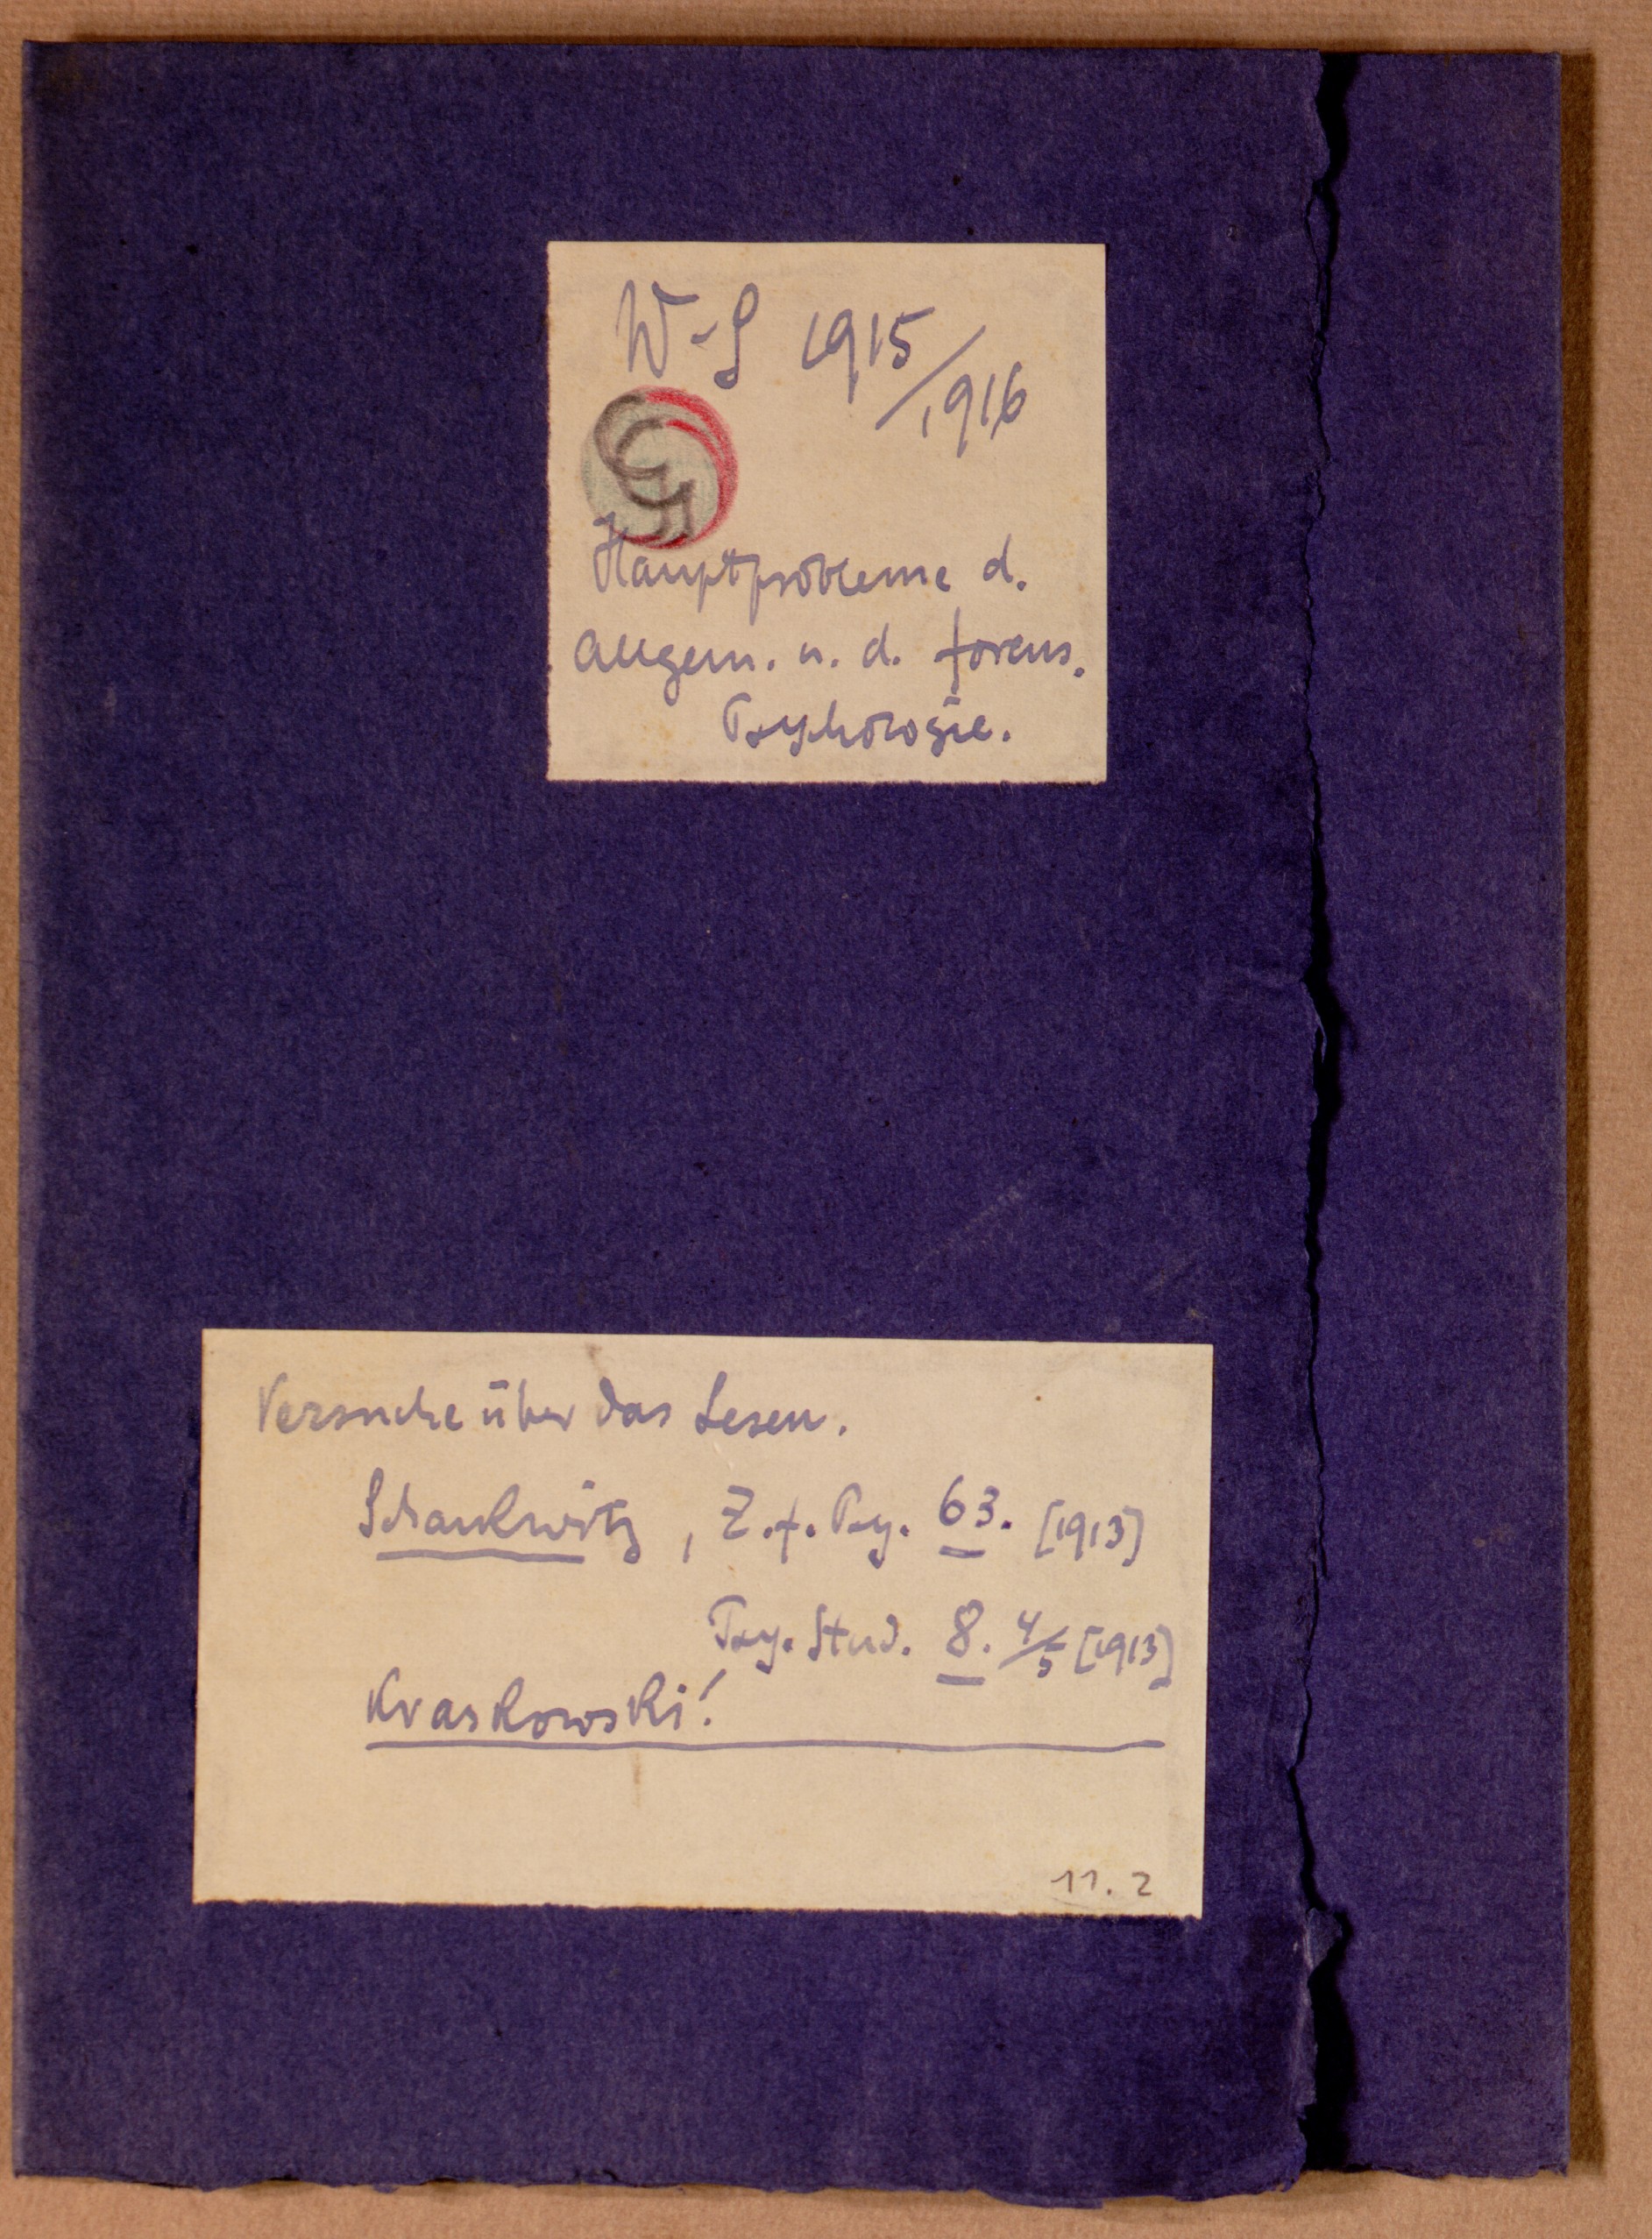 W-S 1915/1916
Hauptprobleme d.
allgem. u. d. forens.
Psychologie.
Versuche über das Lesen.
Schankwitz, Z. f. Psy. 63. [1913]
Psy. Stud. 8. 4/5 [1913]
Kraskowski!
11.2